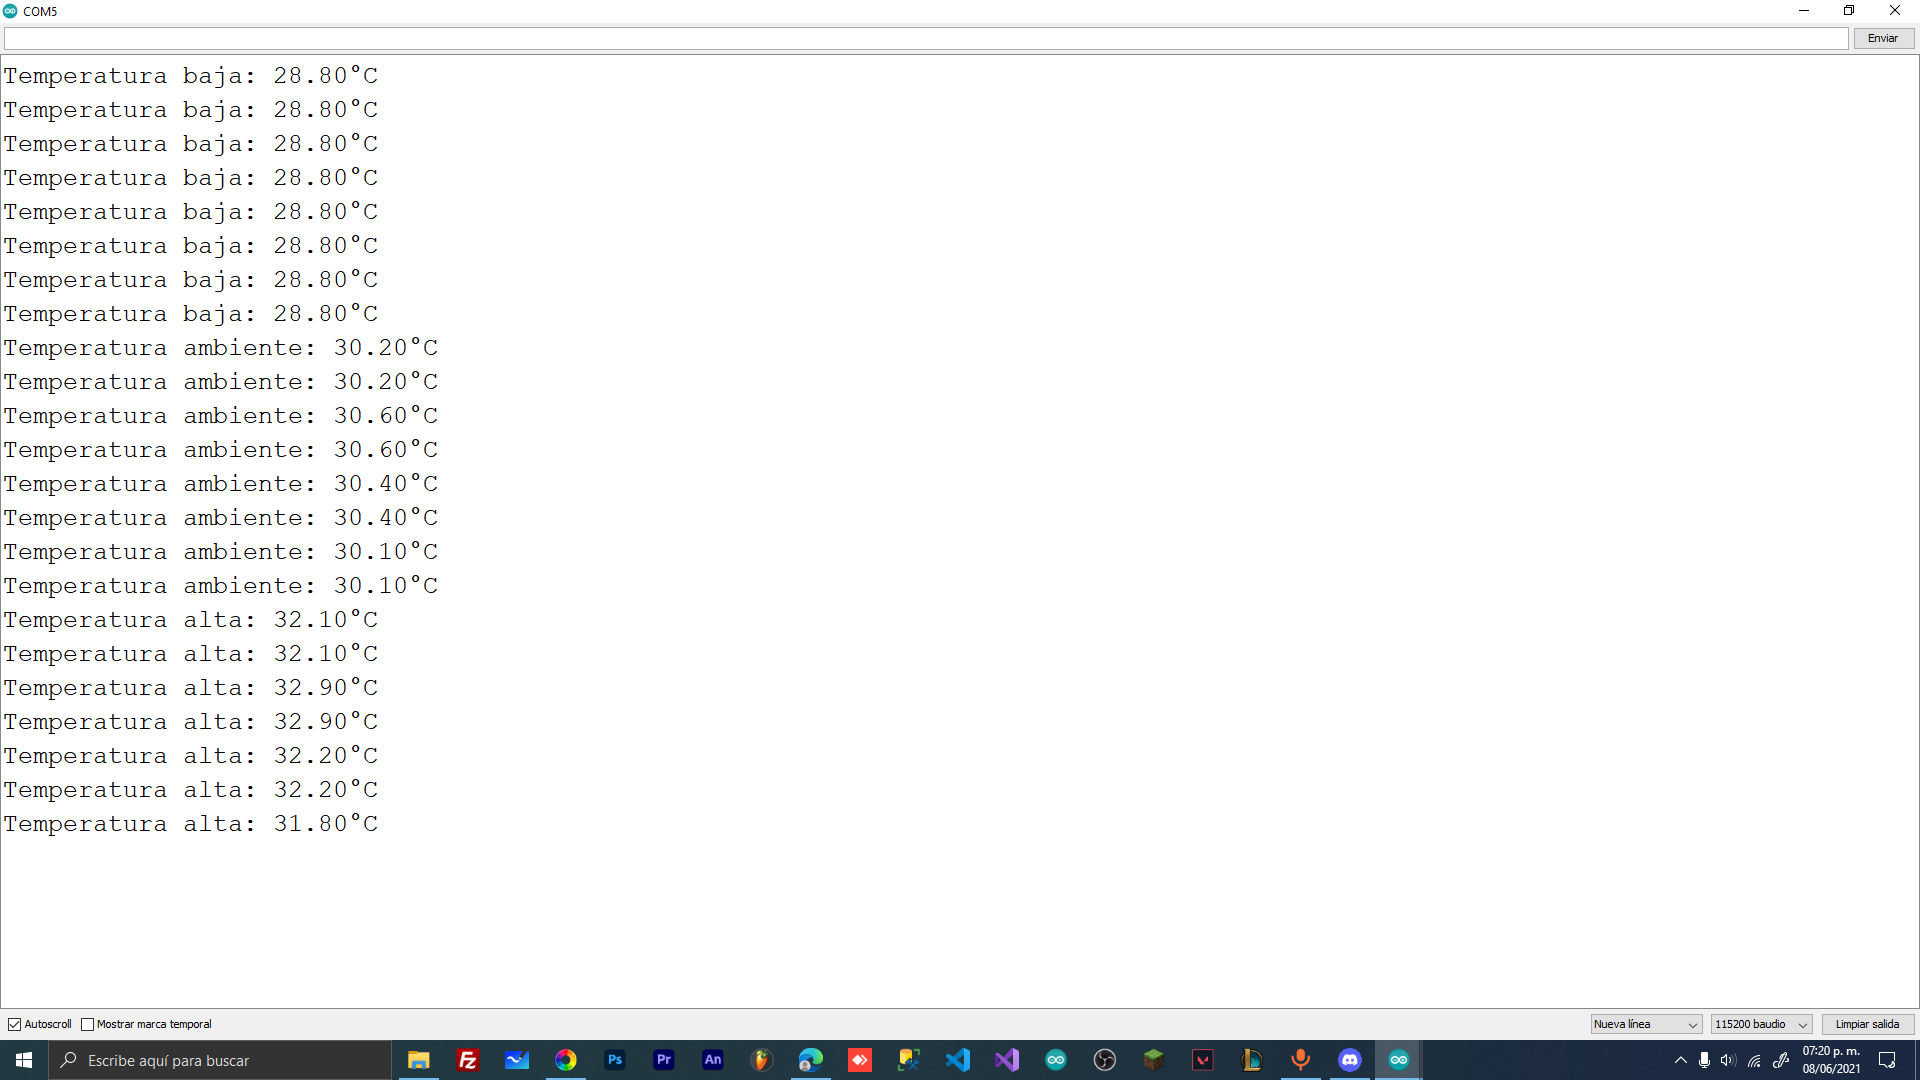 COM5
Enviar
Temperatura baja: 28.80°C
Temperatura baja: 28.80°C
Temperatura baja: 28.80°C
Temperatura baja: 28.80°C
Temperatura baja: 28.80°C
Temperatura baja: 28.80°C
Temperatura baja: 28.80°C
Temperatura baja: 28.80°C
Temperatura ambiente: 30.20°C
Temperatura ambiente: 30.20°C
Temperatura ambiente: 30.60°C
Temperatura ambiente: 30.60°C
Temperatura ambiente: 30.40°C
Temperatura ambiente: 30.40°C
Temperatura ambiente: 30.10°C
Temperatura ambiente: 30.10°C
Temperatura alta: 32.10°C
Temperatura alta: 32.10°C
Temperatura alta: 32.90°C
Temperatura alta: 32.90°C
Temperatura alta: 32.20°C
Temperatura alta: 32.20°C
Temperatura alta: 31.80°C
Autoscroll Mostrar marca temporal Nueva línea 115200 baudio Limpiar salida
Escribe aquí para buscar Fz Ps Pr An
07:20 p. m.
08/06/2021